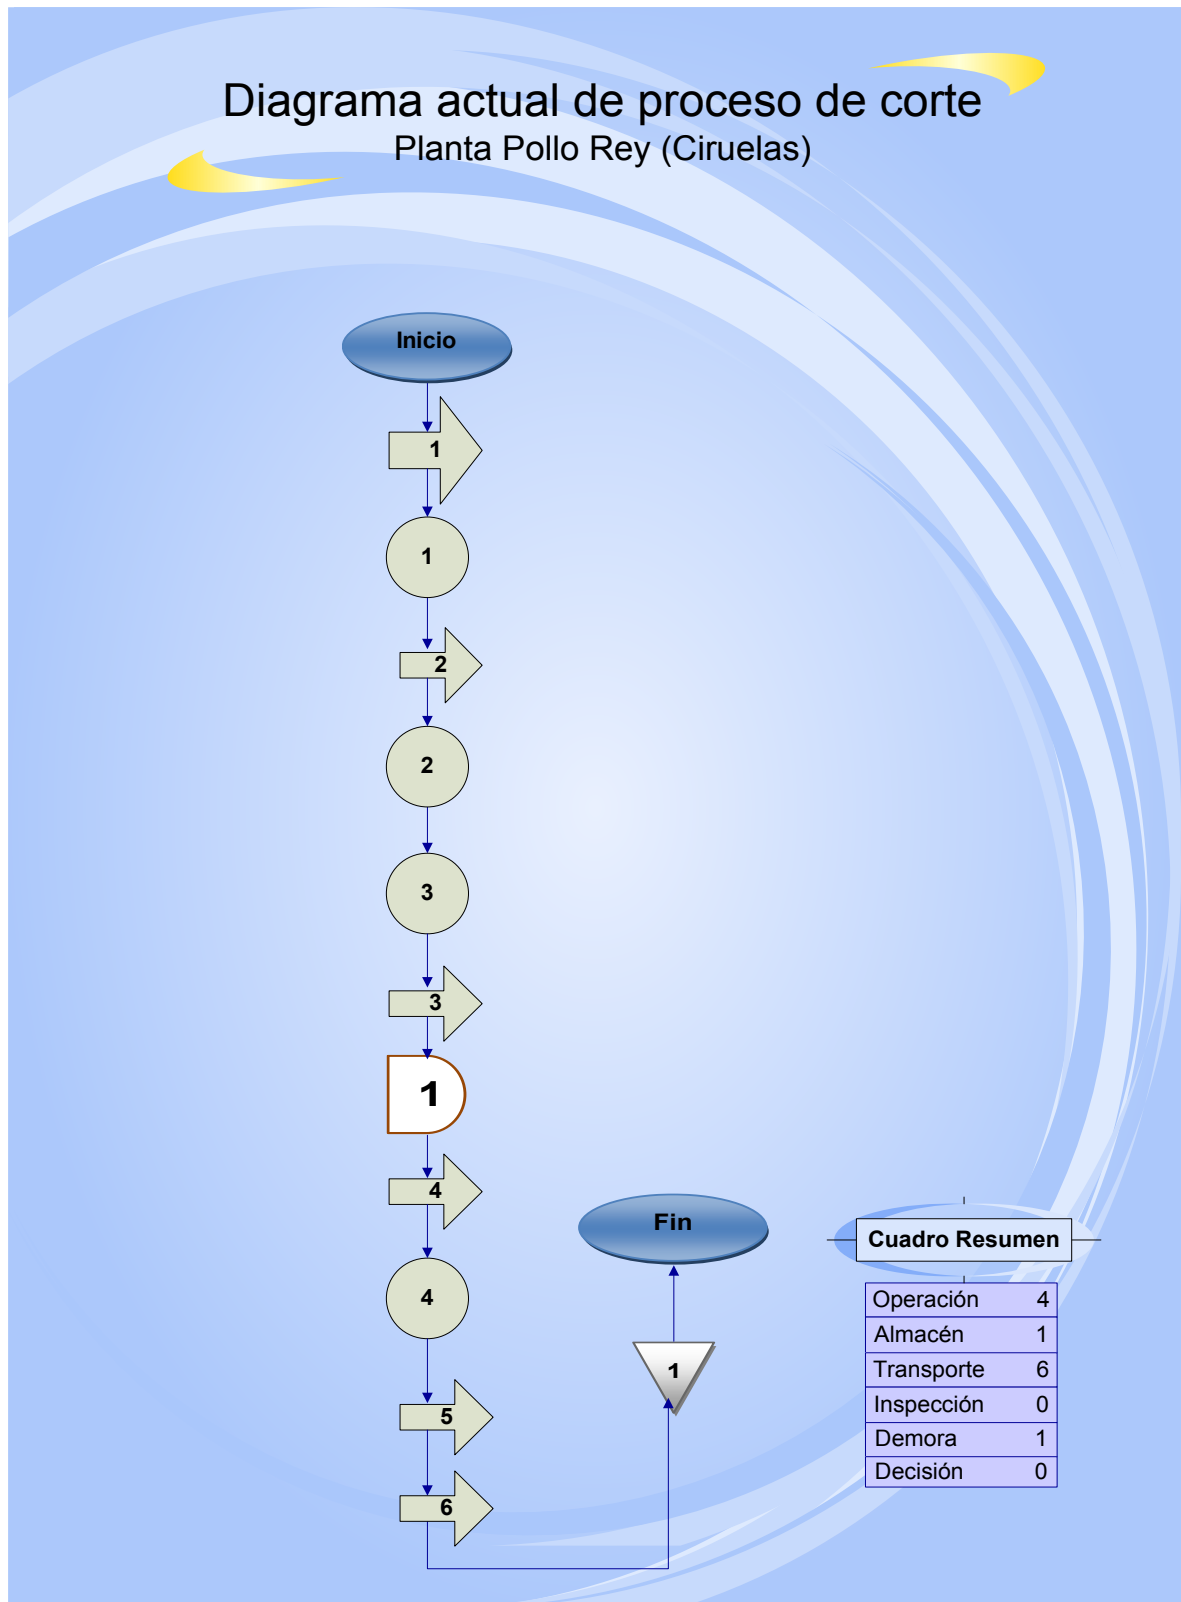 Diagrama actual de proceso de corte
Planta Pollo Rey (Ciruelas)
Inicio
1
1
2
2
3
3
1
4
4
5
6
1
Fin
Cuadro Resumen
Operación 4
Almacén 1
Transporte 6
Inspección 0
Demora 1
Decisión 0